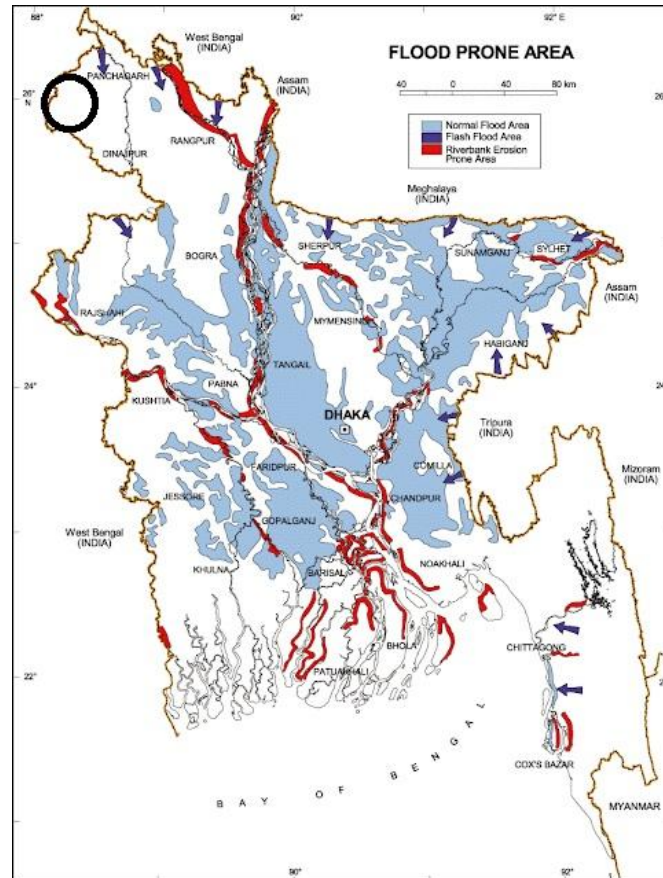 88°
90
92°E
West Bengal
(INDIA)
FLOOD PRONE AREA
Assam
(INDIA)
PANCHAGARH
40 0 40 80 km
26°
N
26
Normal Flood Area
Flash Flood Area
Riverbank Erosion
Prone Area
RANGPUR
DINAJPUR
Meghalaya
(INDIA)
SHERPUR
SUNAMGANJ
SYLHET
BOGRA
Assam
(INDIA)
RAJSHAHI
MYMENSINGH
HABIGANJ
TANGAIL
24°
24
PABNA
KUSHTIA
DHAKA
Tripura
(INDIA)
FARIDPUR
COMILLA
Mizoram
(INDIA)
JESSORE
CHANDPUR
GOPALGANJ
West Bengal
(INDIA)
KHULNA
BARISAL
NOAKHALI
BHOLA
CHITTAGONG
PATUAKHALI
22°
COX'S BAZAR
BAY OF BENGAL
MYANMAR
90°
92°